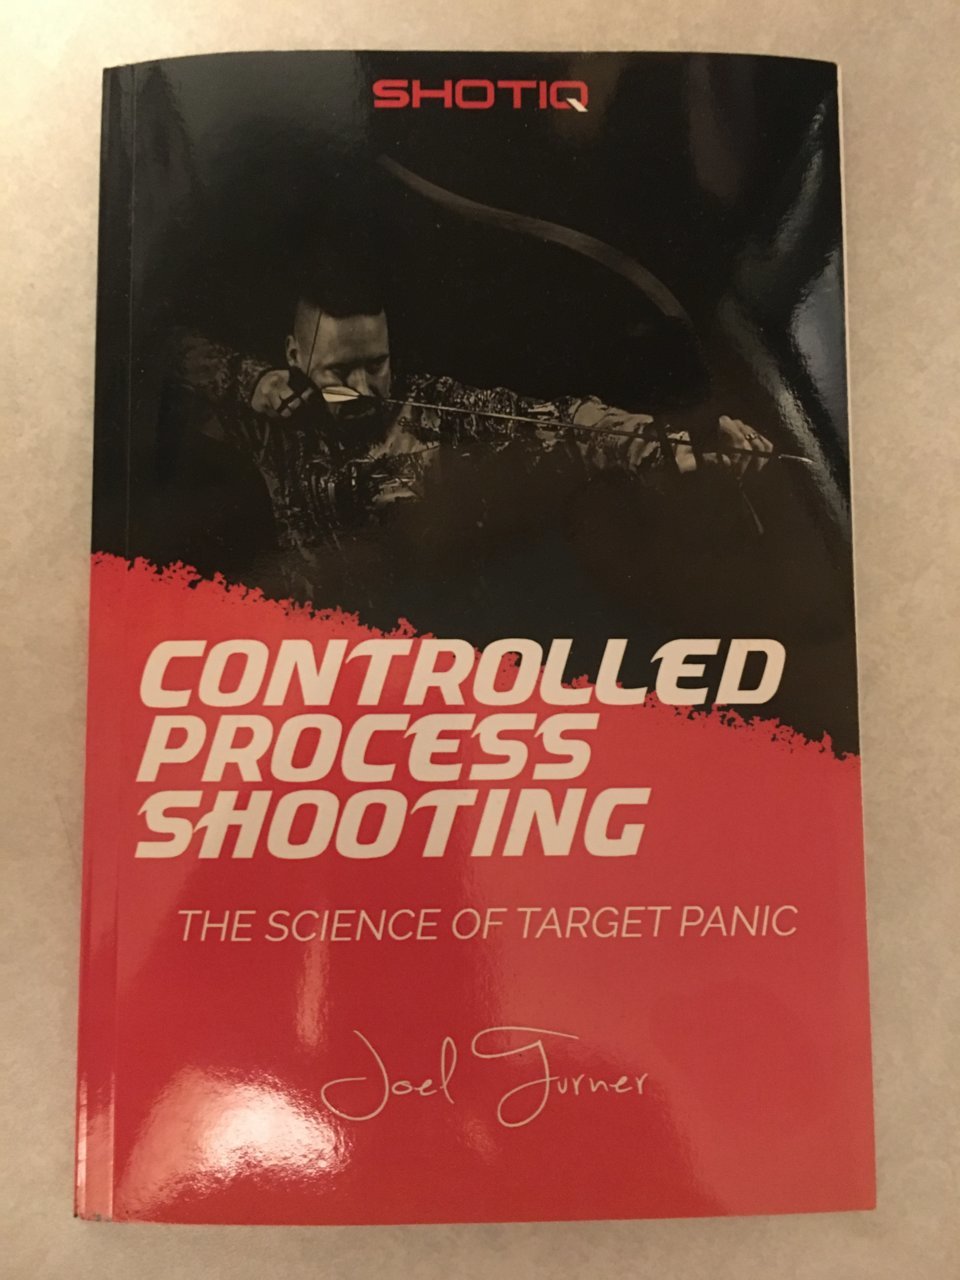 SHOTIQ
CONTROLLED
PROCESS
SHOOTING
THE SCIENCE OF TARGET PANIC
Joel Turner